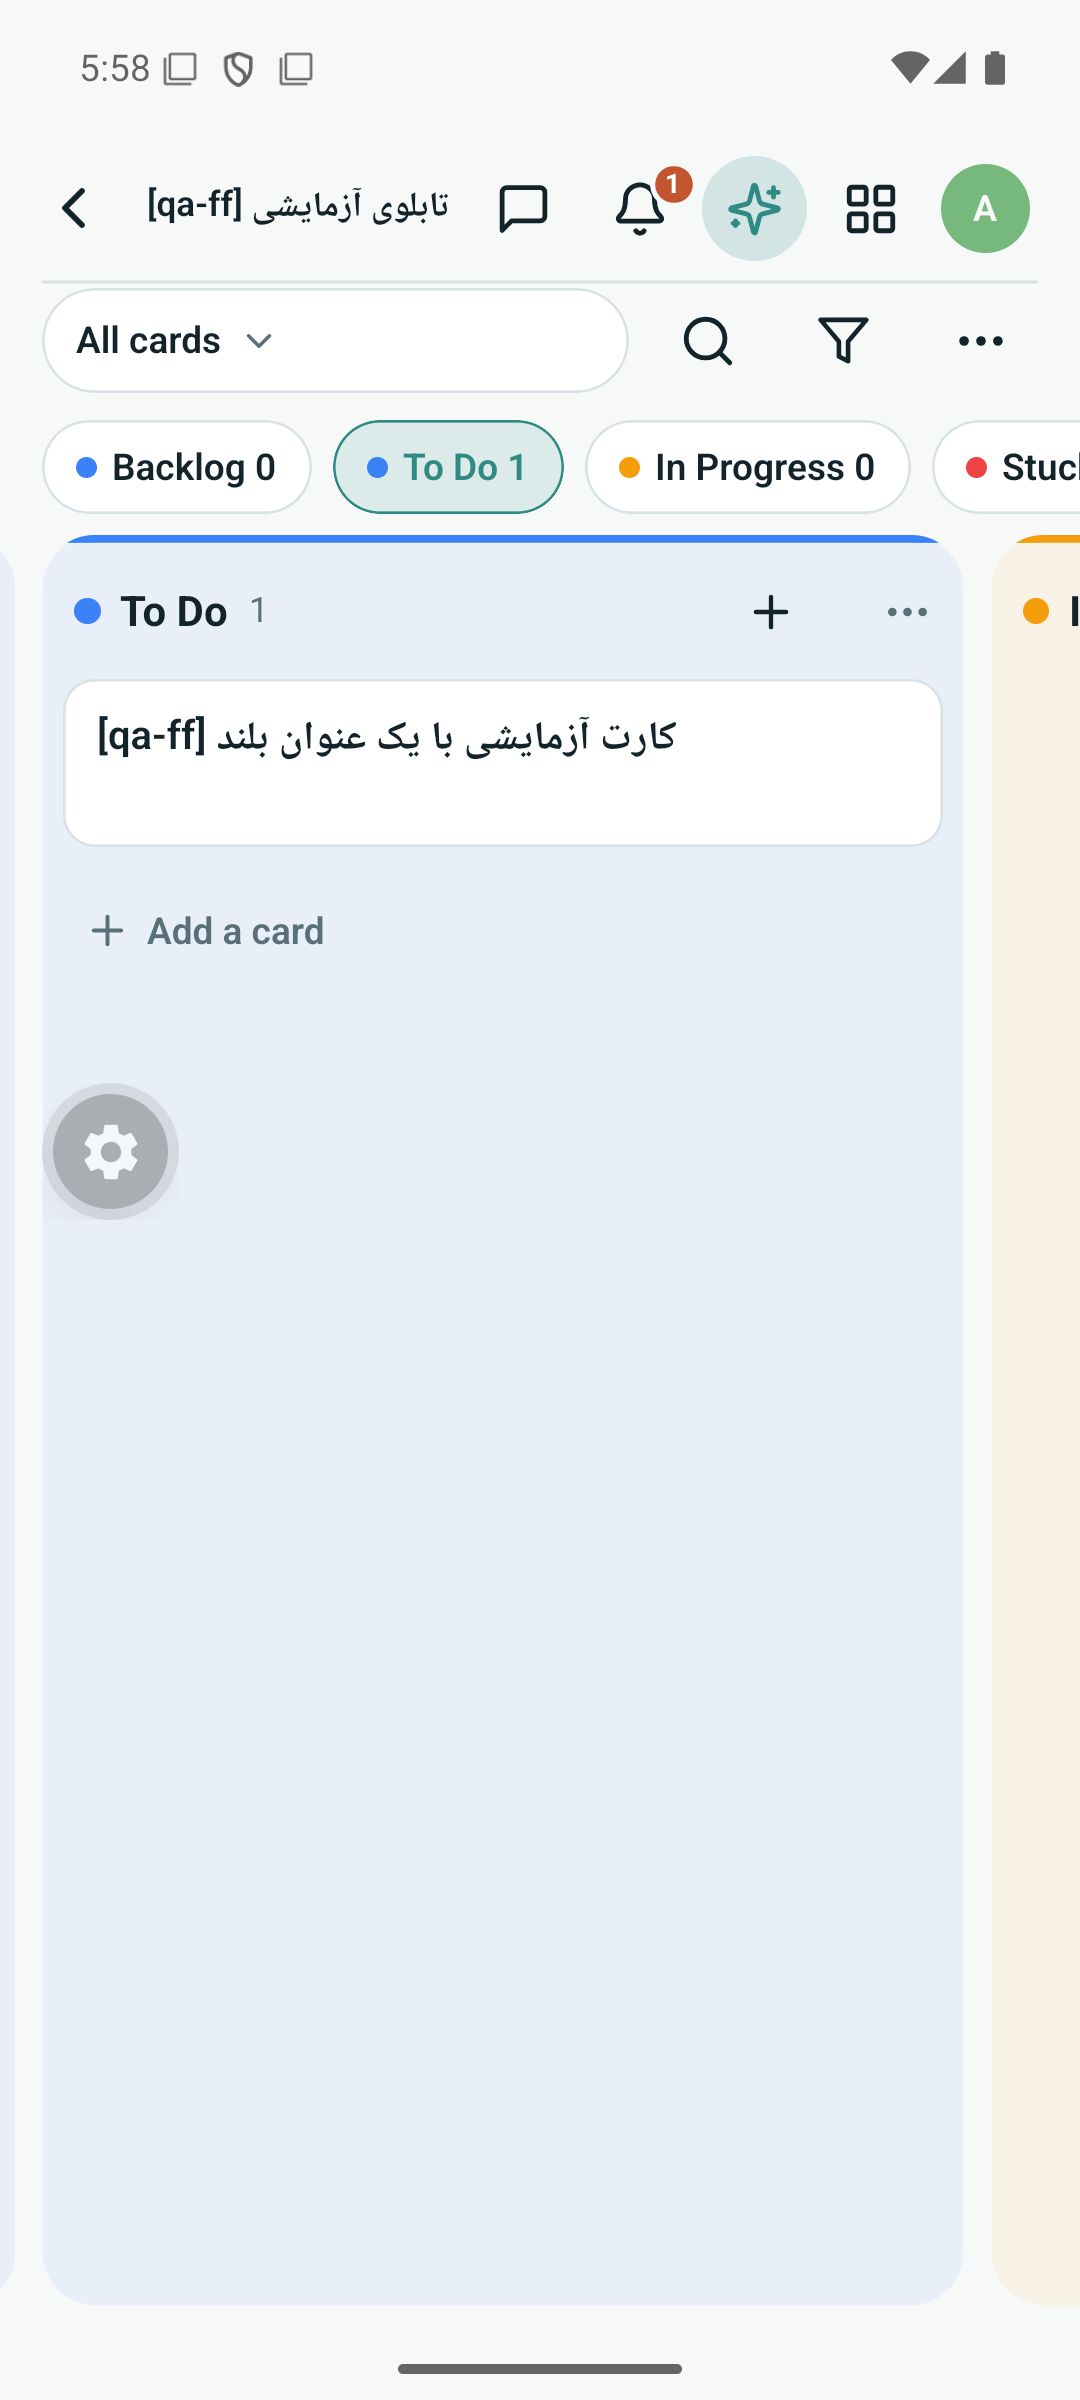 5:58
[qa-ff] تابلوی آزمایشی
1
A
All cards
Backlog 0
To Do 1
In Progress 0
To Do 1
[qa-ff] کارت آزمایشی با یک عنوان بلند
Add a card